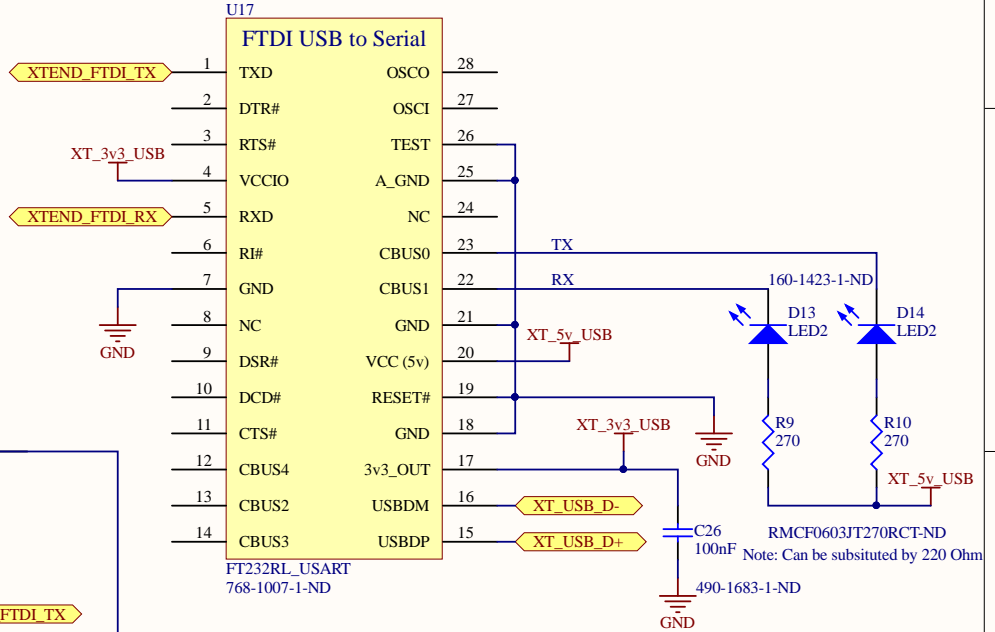 U17
FTDI USB to Serial
XTEND_FTDI_TX
1 TXD
OSCO 28
2 DTR#
OSCI 27
3 RTS#
TEST 26
XT_3v3_USB
4 VCCIO
A_GND 25
XTEND_FTDI_RX
5 RXD
NC 24
6 RI#
CBUS0 23
TX
7 GND
CBUS1 22
RX
160-1423-1-ND
8 NC
GND 21
GND
D13
LED2
D14
LED2
XT_5v_USB
9 DSR#
VCC (5v) 20
10 DCD#
RESET# 19
11 CTS#
GND 18
XT_3v3_USB
GND
R9
270
R10
270
12 CBUS4
3v3_OUT 17
XT_5v_USB
13 CBUS2
USBDM 16
XT_USB_D-
14 CBUS3
USBDP 15
XT_USB_D+
C26
100nF
RMCF0603JT270RCT-ND
Note: Can be subsituted by 220 Ohm
FT232RL_USART
768-1007-1-ND
490-1683-1-ND
GND
FTDI_TX